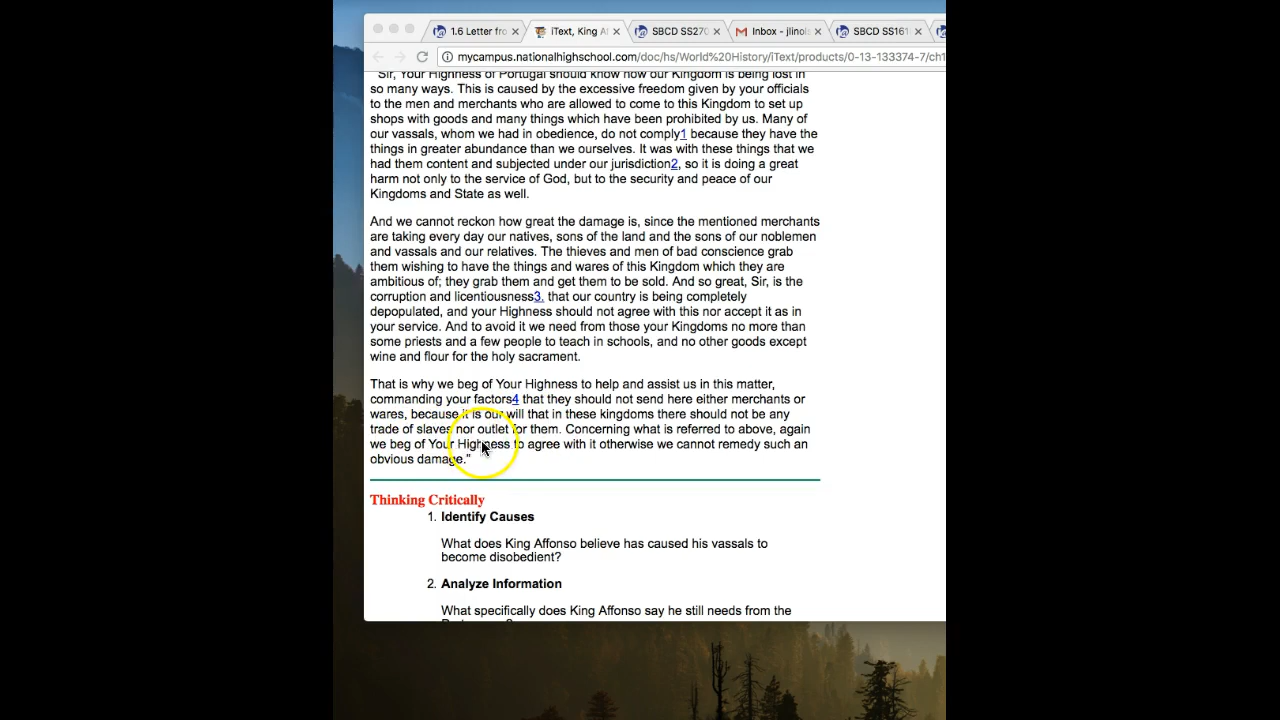 1.6 Letter fro
iText, King Af
SBCD SS270
Inbox - jlinois
SBCD SS161
mycampus.nationalhighschool.com/doc/hs/World%20History/iText/products/0-13-133374-7/ch1
"Sir, Your Highness of Portugal should know how our Kingdom is being lost in
so many ways. This is caused by the excessive freedom given by your officials
to the men and merchants who are allowed to come to this Kingdom to set up
shops with goods and many things which have been prohibited by us. Many of
our vassals, whom we had in obedience, do not comply1 because they have the
things in greater abundance than we ourselves. It was with these things that we
had them content and subjected under our jurisdiction2, so it is doing a great
harm not only to the service of God, but to the security and peace of our
Kingdoms and State as well.
And we cannot reckon how great the damage is, since the mentioned merchants
are taking every day our natives, sons of the land and the sons of our noblemen
and vassals and our relatives. The thieves and men of bad conscience grab
them wishing to have the things and wares of this Kingdom which they are
ambitious of; they grab them and get them to be sold. And so great, Sir, is the
corruption and licentiousness3, that our country is being completely
depopulated, and your Highness should not agree with this nor accept it as in
your service. And to avoid it we need from those your Kingdoms no more than
some priests and a few people to teach in schools, and no other goods except
wine and flour for the holy sacrament.
That is why we beg of Your Highness to help and assist us in this matter,
commanding your factors4 that they should not send here either merchants or
wares, because it is our will that in these kingdoms there should not be any
trade of slaves nor outlet for them. Concerning what is referred to above, again
we beg of Your Highness to agree with it otherwise we cannot remedy such an
obvious damage."
Thinking Critically
1. Identify Causes
What does King Affonso believe has caused his vassals to
become disobedient?
2. Analyze Information
What specifically does King Affonso say he still needs from the